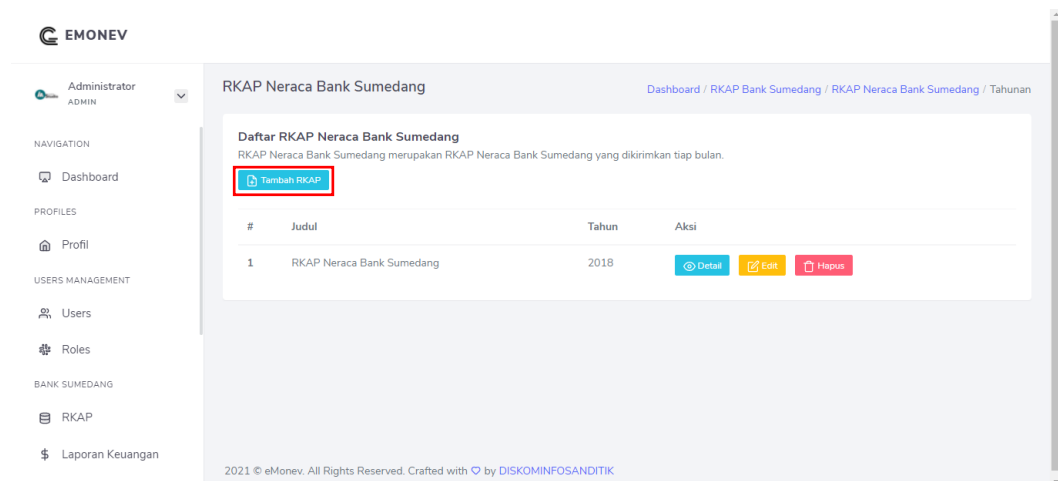 EMONEV
Administrator
ADMIN
NAVIGATION
Dashboard
PROFILES
Profil
USERS MANAGEMENT
Users
Roles
BANK SUMEDANG
RKAP
Laporan Keuangan
RKAP Neraca Bank Sumedang
Dashboard / RKAP Bank Sumedang / RKAP Neraca Bank Sumedang / Tahunan
Daftar RKAP Neraca Bank Sumedang
RKAP Neraca Bank Sumedang merupakan RKAP Neraca Bank Sumedang yang dikirimkan tiap bulan.
Tambah RKAP
# Judul Tahun Aksi
1 RKAP Neraca Bank Sumedang 2018 Detail Edit Hapus
2021 © eMonev. All Rights Reserved. Crafted with ♡ by DISKOMINFOSANDITIK